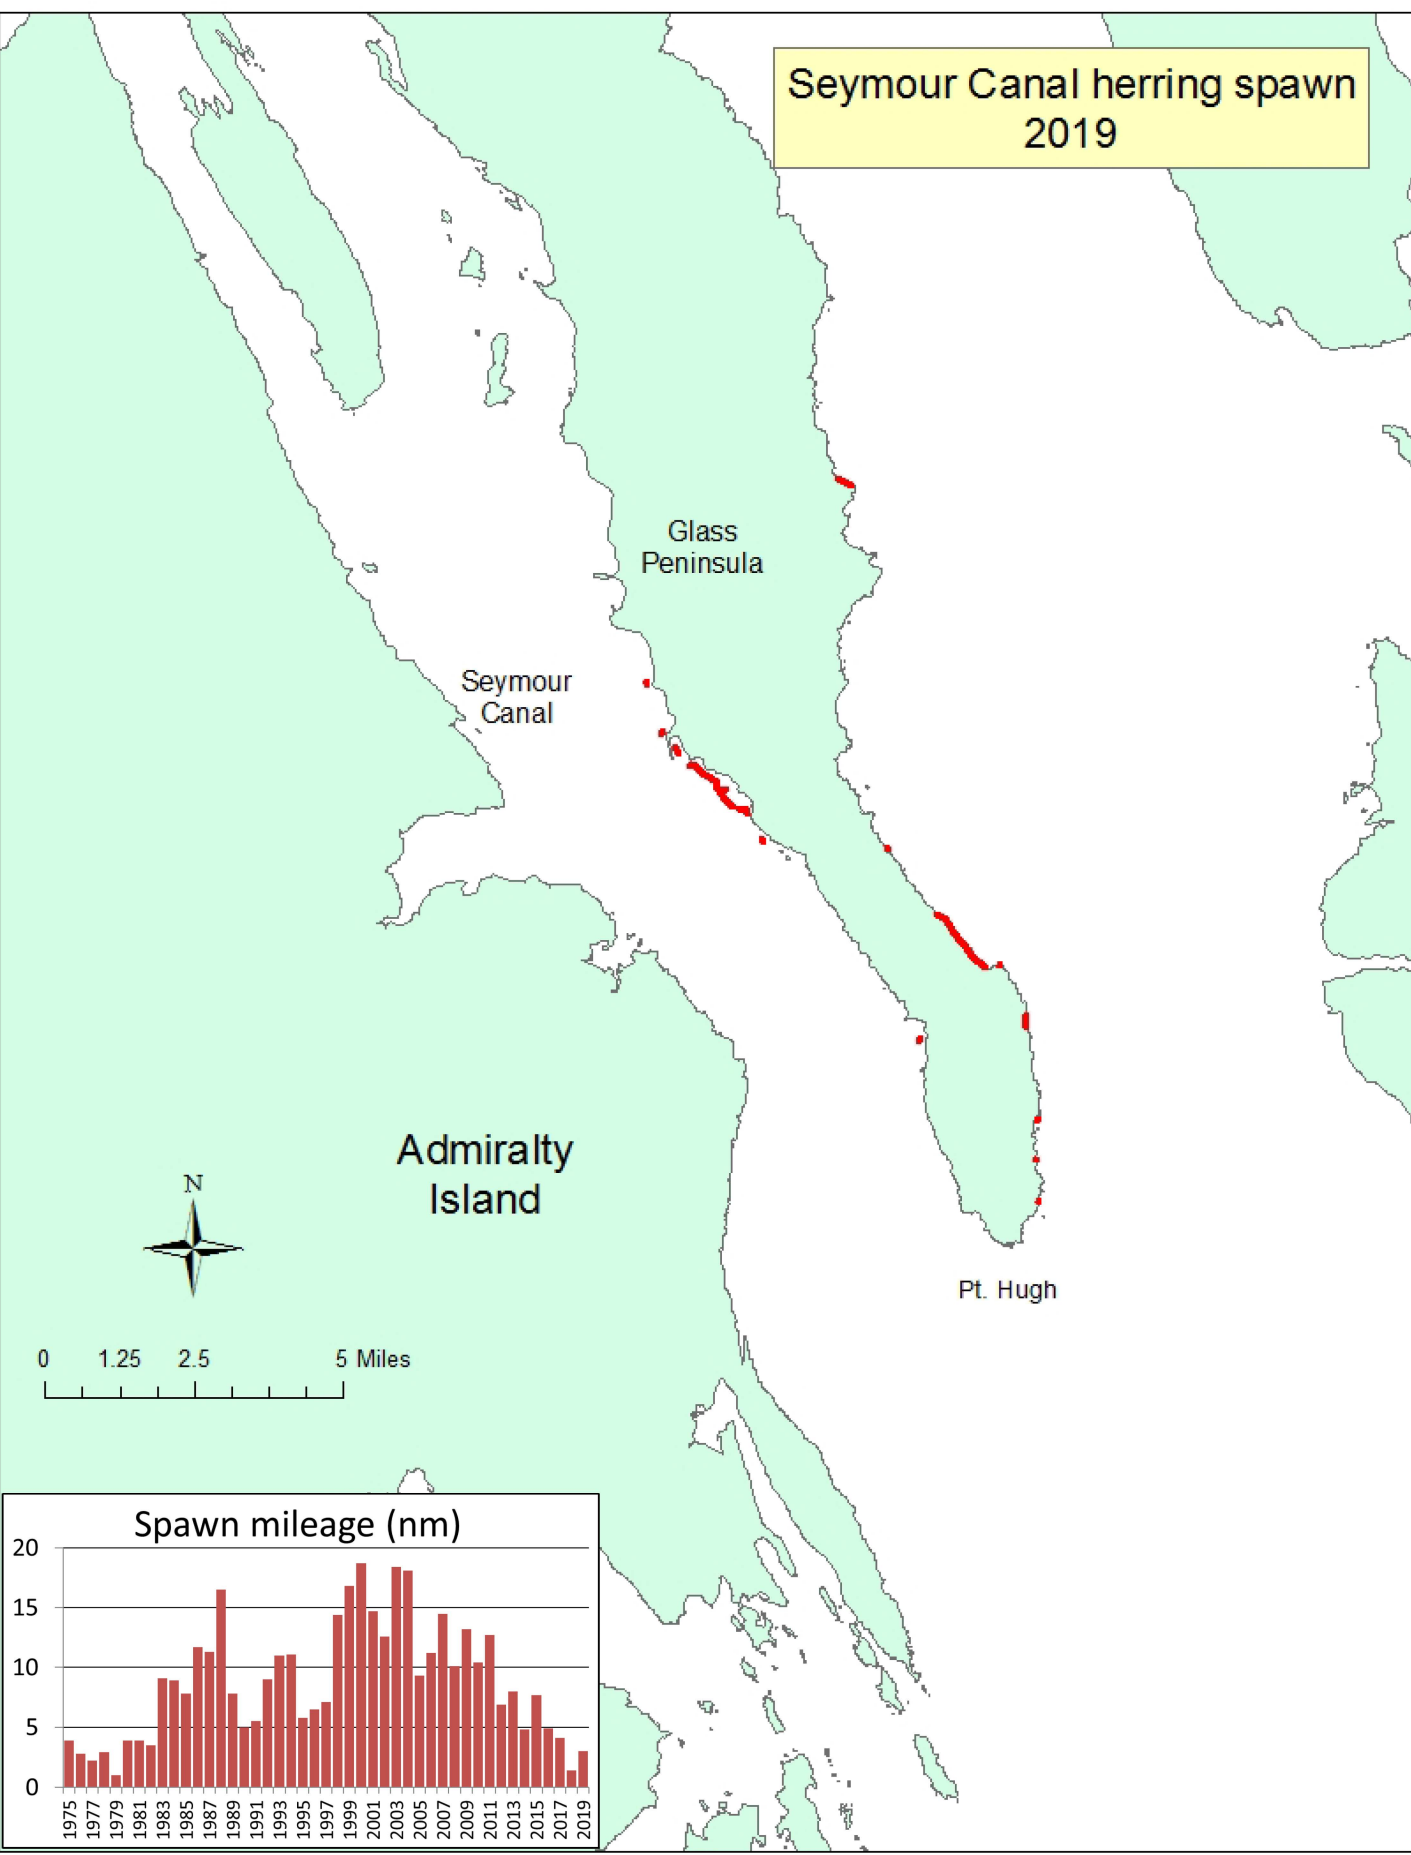 Seymour Canal herring spawn
2019
Glass
Peninsula
Seymour
Canal
Admiralty
Island
N
Pt. Hugh
0 1.25 2.5 5 Miles
Spawn mileage (nm)
20
15
10
5
0
1975 1977 1979 1981 1983 1985 1987 1989 1991 1993 1995 1997 1999 2001 2003 2005 2007 2009 2011 2013 2015 2017 2019